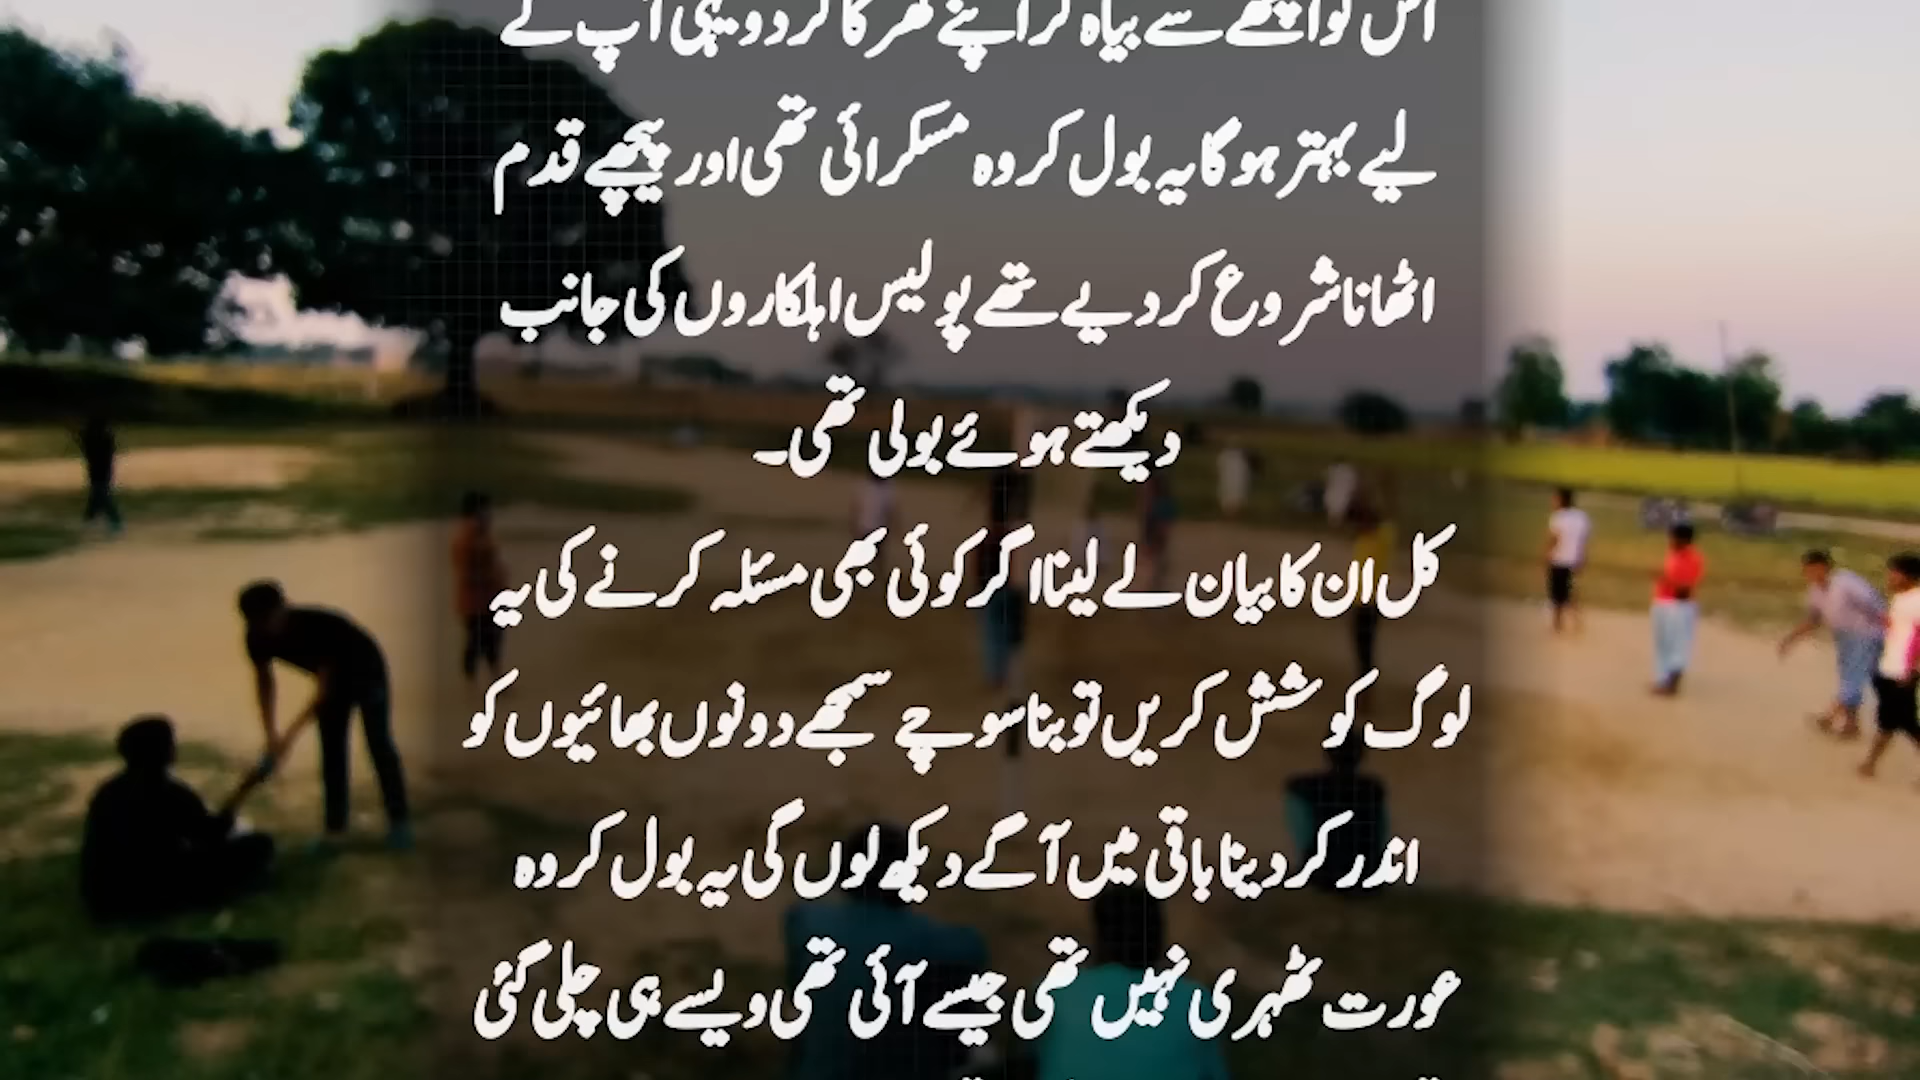 اس کو اچھے سے بیاہ کر اپنے گھر کا کر دو یہی آپ کے
لیے بہتر ہو گا یہ بول کر وہ مسکرائی تھی اور پیچھے قدم
اٹھانا شروع کر دیے تھے پولیس اہلکاروں کی جانب
دیکھتے ہوئے بولی تھی۔
کل ان کا بیان لے لینا اگر کوئی بھی مسئلہ کرنے کی یہ
لوگ کوشش کریں تو بنا سوچے سمجھے دونوں بھائیوں کو
اندر کر دینا باقی میں آگے دیکھ لوں گی یہ بول کر وہ
عورت ٹھہری نہیں تھی جیسے آئی تھی ویسے ہی چلی گئی